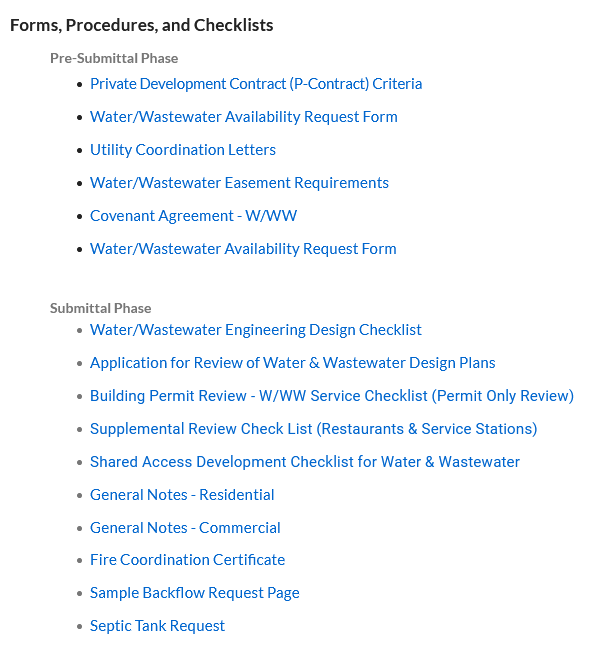 Forms, Procedures, and Checklists
Pre-Submittal Phase
• Private Development Contract (P-Contract) Criteria
• Water/Wastewater Availability Request Form
• Utility Coordination Letters
• Water/Wastewater Easement Requirements
• Covenant Agreement - W/WW
• Water/Wastewater Availability Request Form
Submittal Phase
• Water/Wastewater Engineering Design Checklist
• Application for Review of Water & Wastewater Design Plans
• Building Permit Review - W/WW Service Checklist (Permit Only Review)
• Supplemental Review Check List (Restaurants & Service Stations)
• Shared Access Development Checklist for Water & Wastewater
• General Notes - Residential
• General Notes - Commercial
• Fire Coordination Certificate
• Sample Backflow Request Page
• Septic Tank Request